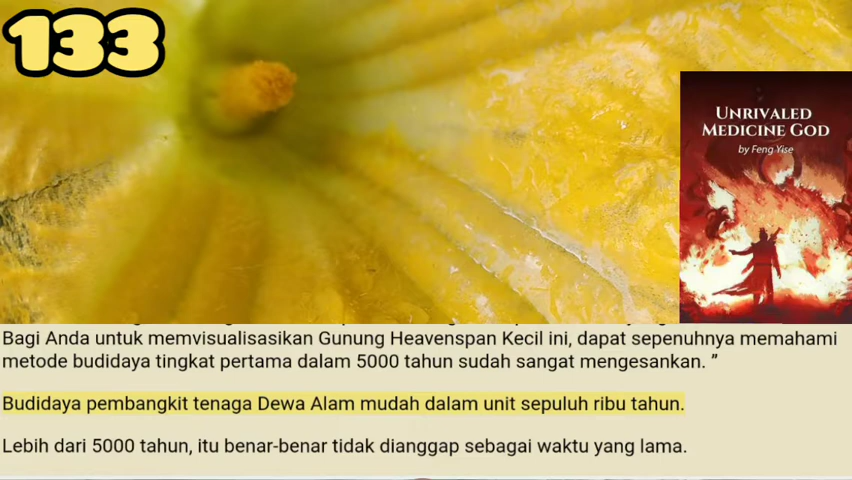 133
UNRIVALED
MEDICINE GOD
by Feng Yise
Bagi Anda untuk memvisualisasikan Gunung Heavenspan Kecil ini, dapat sepenuhnya memahami
metode budidaya tingkat pertama dalam 5000 tahun sudah sangat mengesankan. ”
Budidaya pembangkit tenaga Dewa Alam mudah dalam unit sepuluh ribu tahun.
Lebih dari 5000 tahun, itu benar-benar tidak dianggap sebagai waktu yang lama.